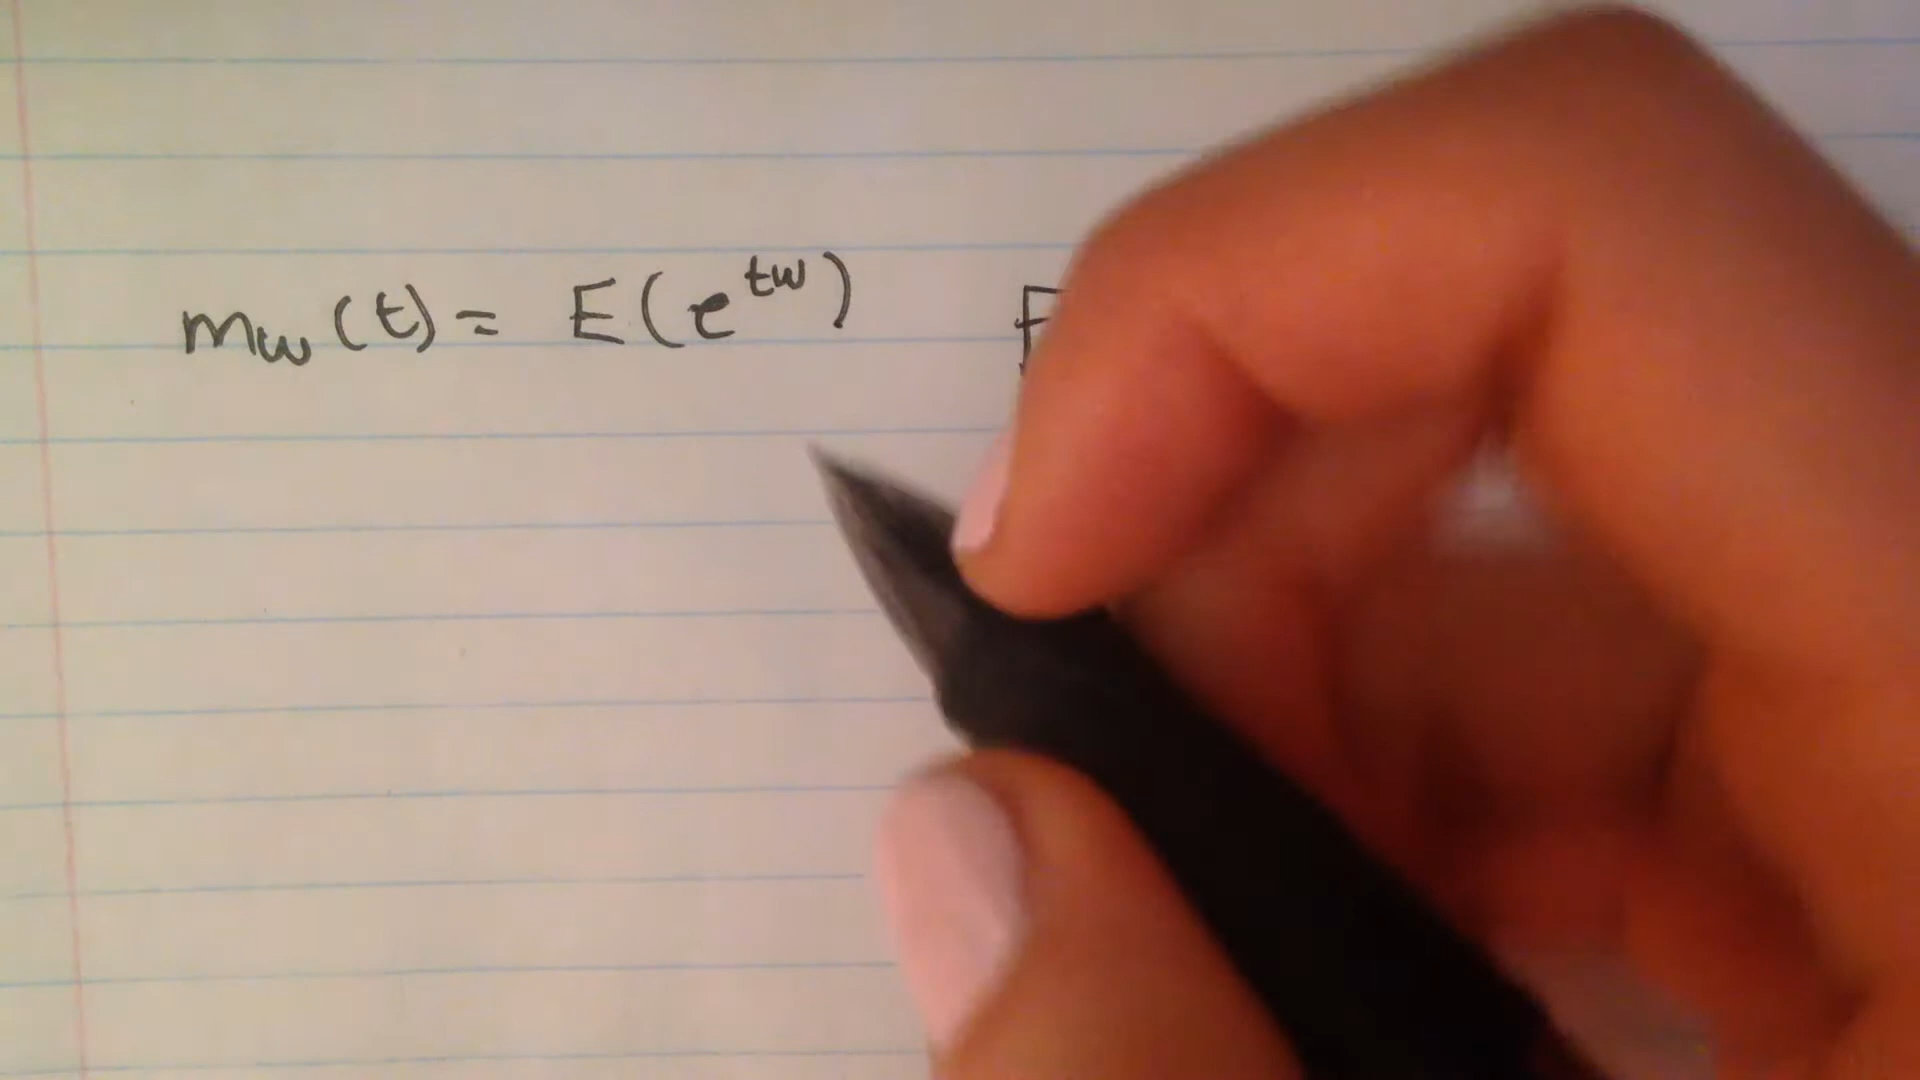 m_w(t) = E(e^{tw})